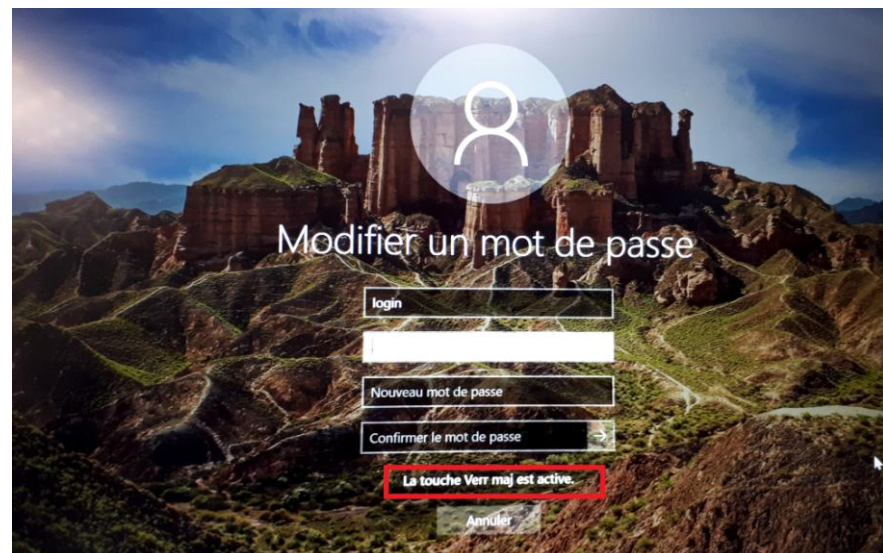 Modifier un mot de passe
login
Nouveau mot de passe
Confirmer le mot de passe
La touche Verr maj est active.
Annuler